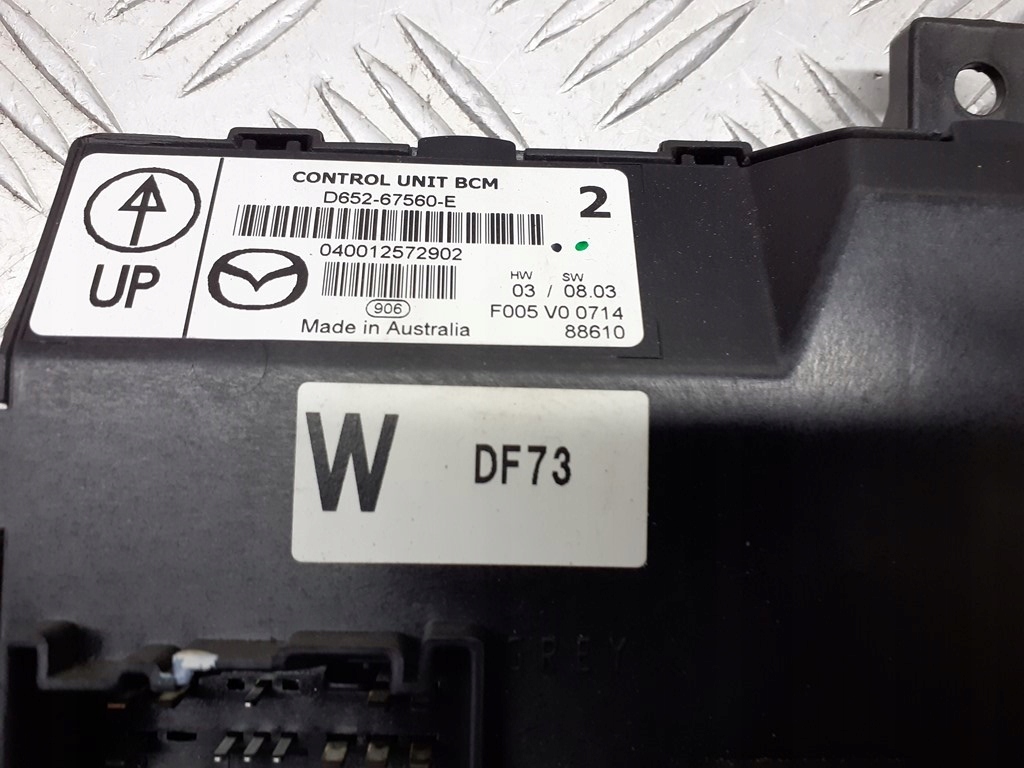 CONTROL UNIT BCM
D652-67560-E
2
040012572902
UP
HW SW
03 / 08.03
906
F005 V0 0714
Made in Australia
88610
W DF73
GREY